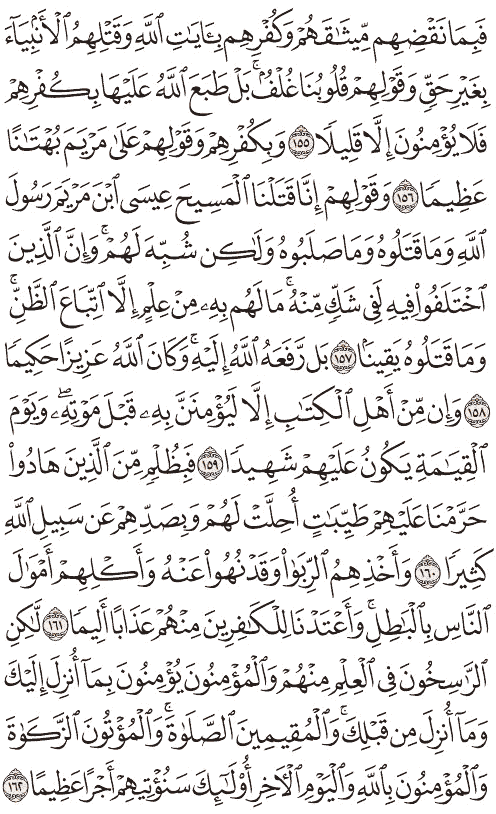 فَبِمَا نَقْضِهِم مِّيثَٰقَهُمْ وَكُفْرِهِم بِـَٔايَٰتِ ٱللَّهِ وَقَتْلِهِمُ ٱلْأَنۢبِيَآءَ
بِغَيْرِ حَقٍّ وَقَوْلِهِمْ قُلُوبُنَا غُلْفٌۢ ۚ بَلْ طَبَعَ ٱللَّهُ عَلَيْهَا بِكُفْرِهِمْ
فَلَا يُؤْمِنُونَ إِلَّا قَلِيلًا ١٥٥ وَبِكُفْرِهِمْ وَقَوْلِهِمْ عَلَىٰ مَرْيَمَ بُهْتَٰنًا
عَظِيمًا ١٥٦ وَقَوْلِهِمْ إِنَّا قَتَلْنَا ٱلْمَسِيحَ عِيسَى ٱبْنَ مَرْيَمَ رَسُولَ
ٱللَّهِ وَمَا قَتَلُوهُ وَمَا صَلَبُوهُ وَلَٰكِن شُبِّهَ لَهُمْ ۚ وَإِنَّ ٱلَّذِينَ
ٱخْتَلَفُوا۟ فِيهِ لَفِى شَكٍّ مِّنْهُ ۚ مَا لَهُم بِهِۦ مِنْ عِلْمٍ إِلَّا ٱتِّبَاعَ ٱلظَّنِّ ۚ
وَمَا قَتَلُوهُ يَقِينًۢا ١٥٧ بَل رَّفَعَهُ ٱللَّهُ إِلَيْهِ ۚ وَكَانَ ٱللَّهُ عَزِيزًا حَكِيمًا
١٥٨ وَإِن مِّنْ أَهْلِ ٱلْكِتَٰبِ إِلَّا لَيُؤْمِنَنَّ بِهِۦ قَبْلَ مَوْتِهِۦ ۖ وَيَوْمَ
ٱلْقِيَٰمَةِ يَكُونُ عَلَيْهِمْ شَهِيدًا ١٥٩ فَبِظُلْمٍ مِّنَ ٱلَّذِينَ هَادُوا۟
حَرَّمْنَا عَلَيْهِمْ طَيِّبَٰتٍ أُحِلَّتْ لَهُمْ وَبِصَدِّهِمْ عَن سَبِيلِ ٱللَّهِ
كَثِيرًا ١٦٠ وَأَخْذِهِمُ ٱلرِّبَوٰا۟ وَقَدْ نُهُوا۟ عَنْهُ وَأَكْلِهِمْ أَمْوَٰلَ
ٱلنَّاسِ بِٱلْبَٰطِلِ ۚ وَأَعْتَدْنَا لِلْكَٰفِرِينَ مِنْهُمْ عَذَابًا أَلِيمًا ١٦١ لَّٰكِنِ
ٱلرَّٰسِخُونَ فِى ٱلْعِلْمِ مِنْهُمْ وَٱلْمُؤْمِنُونَ يُؤْمِنُونَ بِمَآ أُنزِلَ إِلَيْكَ
وَمَآ أُنزِلَ مِن قَبْلِكَ ۚ وَٱلْمُقِيمِينَ ٱلصَّلَوٰةَ ۚ وَٱلْمُؤْتُونَ ٱلزَّكَوٰةَ
وَٱلْمُؤْمِنُونَ بِٱللَّهِ وَٱلْيَوْمِ ٱلْءَاخِرِ أُو۟لَٰٓئِكَ سَنُؤْتِيهِمْ أَجْرًا عَظِيمًا ١٦٢